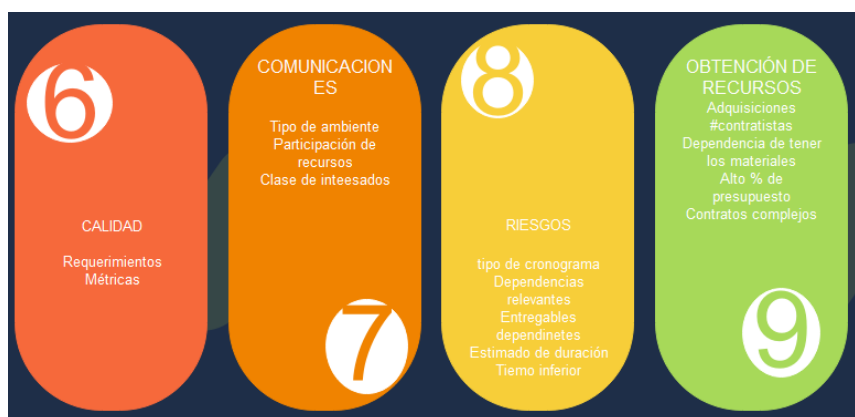 6
CALIDAD
Requerimientos
Métricas
COMUNICACION
ES
Tipo de ambiente
Participación de
recursos
Clase de inteesados
7
8
RIESGOS
tipo de cronograma
Dependencias
relevantes
Entregables
dependinetes
Estimado de duración
Tiemo inferior
OBTENCIÓN DE
RECURSOS
Adquisiciones
#contratistas
Dependencia de tener
los materiales
Alto % de
presupuesto
Contratos complejos
9